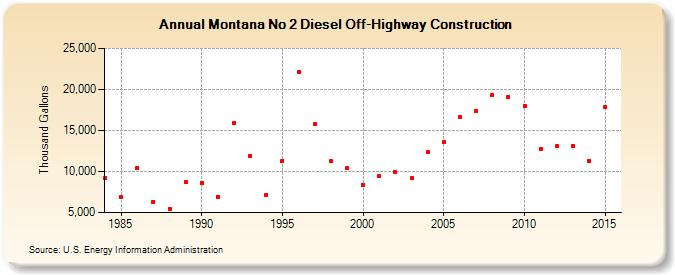 Annual Montana No 2 Diesel Off-Highway Construction
Thousand Gallons
25,000
20,000
15,000
10,000
5,000
1985 1990 1995 2000 2005 2010 2015
Source: U.S. Energy Information Administration